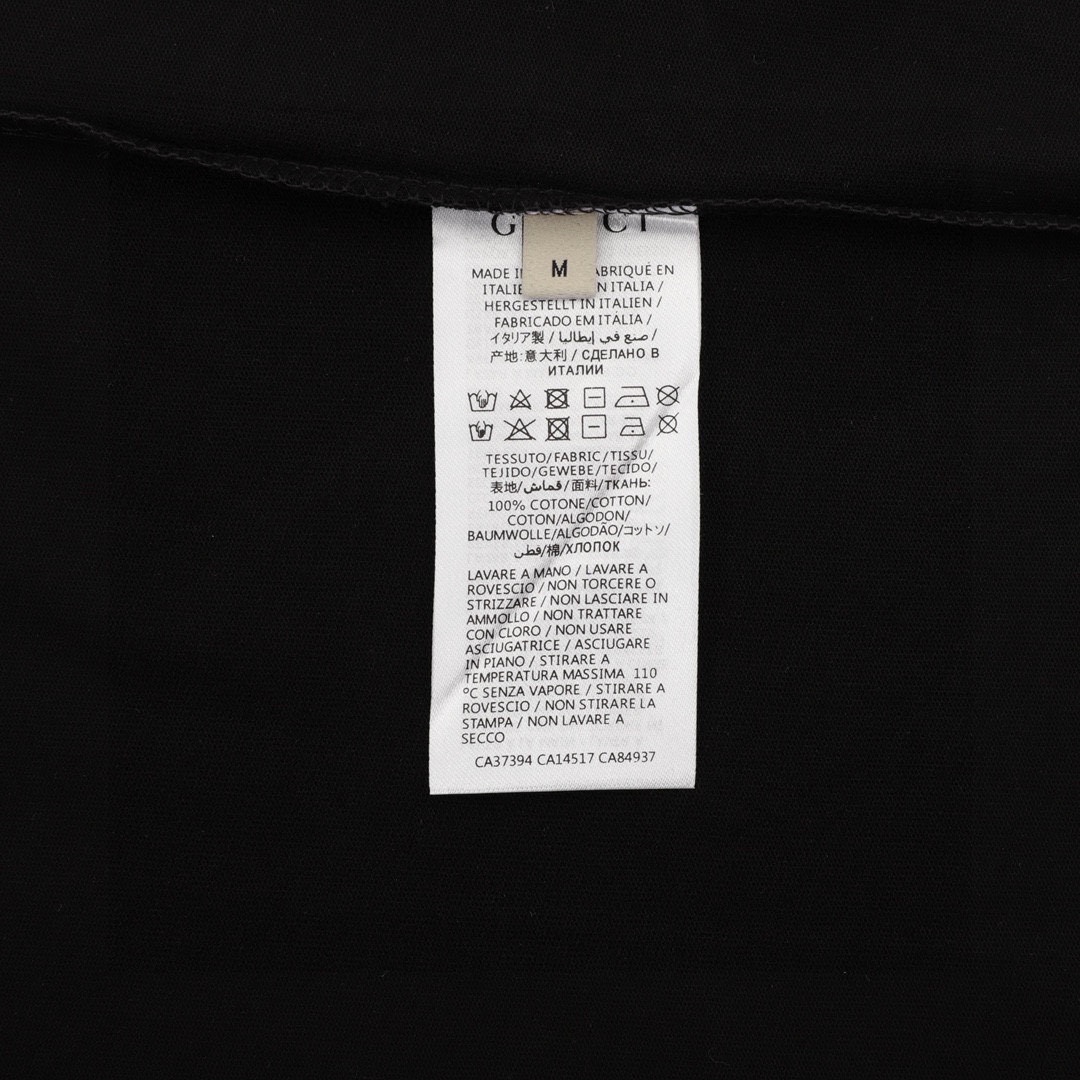 G CI
M
MADE I ABRIQUÉ EN
ITALIE N ITALIA /
HERGESTELLT IN ITALIEN /
FABRICADO EM ITÁLIA /
イタリア製 / صنع في إيطاليا /
产地:意大利 / СДЕЛАНО В
ИТАЛИИ
TESSUTO/FABRIC/TISSU/
TEJIDO/GEWEBE/TECIDO/
表地/قماش/面料/ТКАНЬ:
100% COTONE/COTTON/
COTON/ALGODON/
BAUMWOLLE/ALGODÃO/コットン/
قطن/棉/ХЛОПОК
LAVARE A MANO / LAVARE A
ROVESCIO / NON TORCERE O
STRIZZARE / NON LASCIARE IN
AMMOLLO / NON TRATTARE
CON CLORO / NON USARE
ASCIUGATRICE / ASCIUGARE
IN PIANO / STIRARE A
TEMPERATURA MASSIMA 110
°C SENZA VAPORE / STIRARE A
ROVESCIO / NON STIRARE LA
STAMPA / NON LAVARE A
SECCO
CA37394 CA14517 CA84937